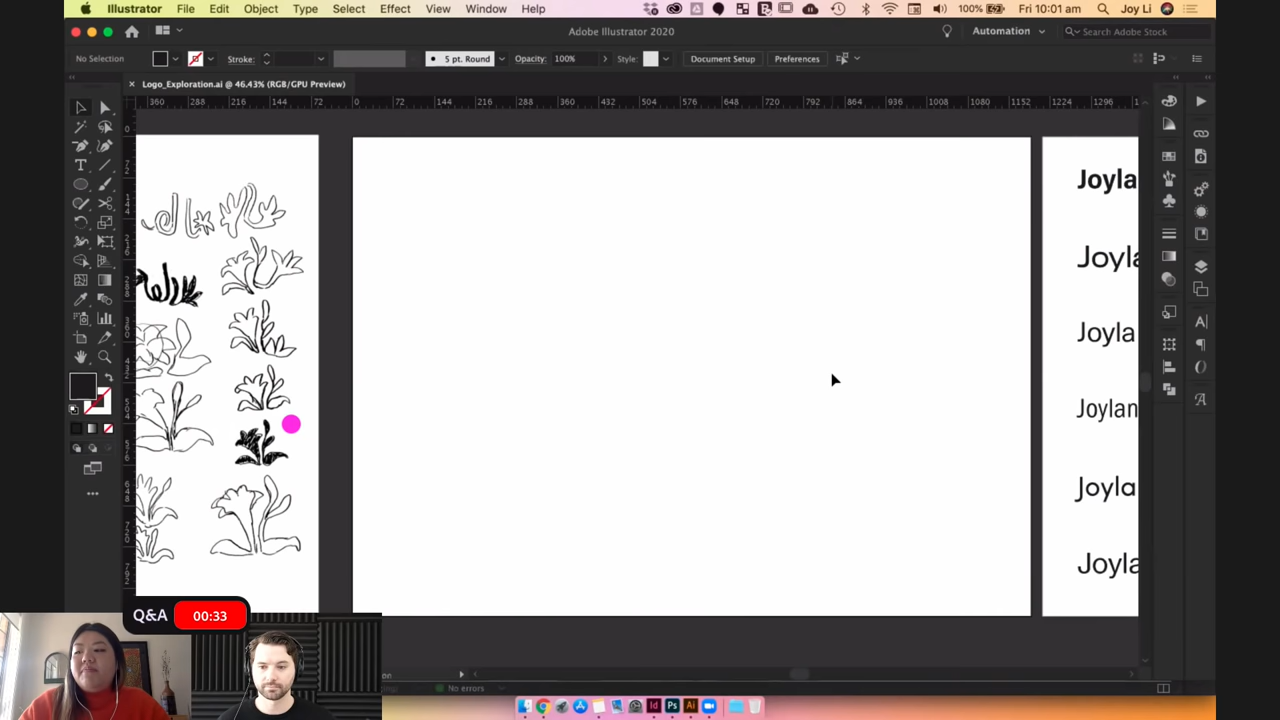 Illustrator File Edit Object Type Select Effect View Window Help 100% Fri 10:01 am Joy Li
Adobe Illustrator 2020 Automation Search Adobe Stock
No Selection Stroke: 5 pt. Round Opacity: 100% Style: Document Setup Preferences
Logo_Exploration.ai @ 46.43% (RGB/GPU Preview)
360 288 216 144 72 0 72 144 216 288 360 432 504 576 648 720 792 864 936 1008 1080 1152 1224 1296
Joyla
Joyla
Joyla
Joylan
Joyla
Joyla
Q&A 00:33
No errors